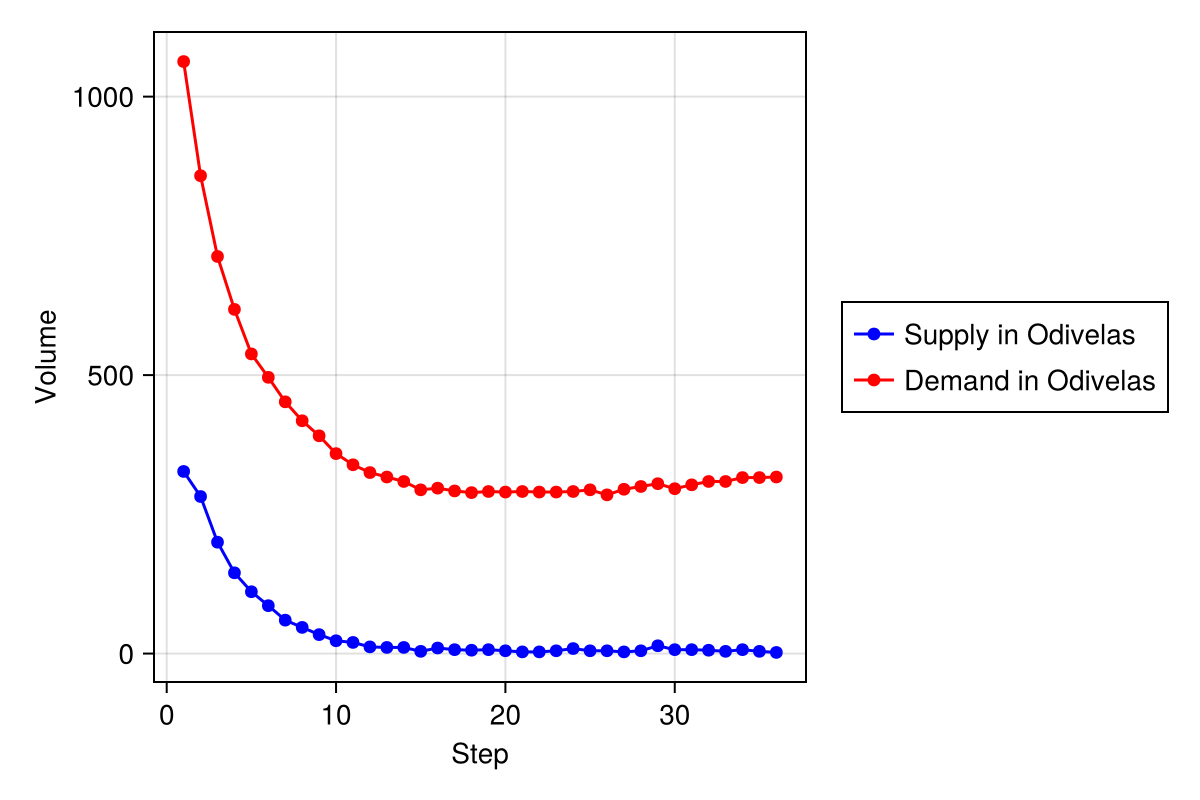 1000
500
0
Volume
0 10 20 30
Step
Supply in Odivelas
Demand in Odivelas